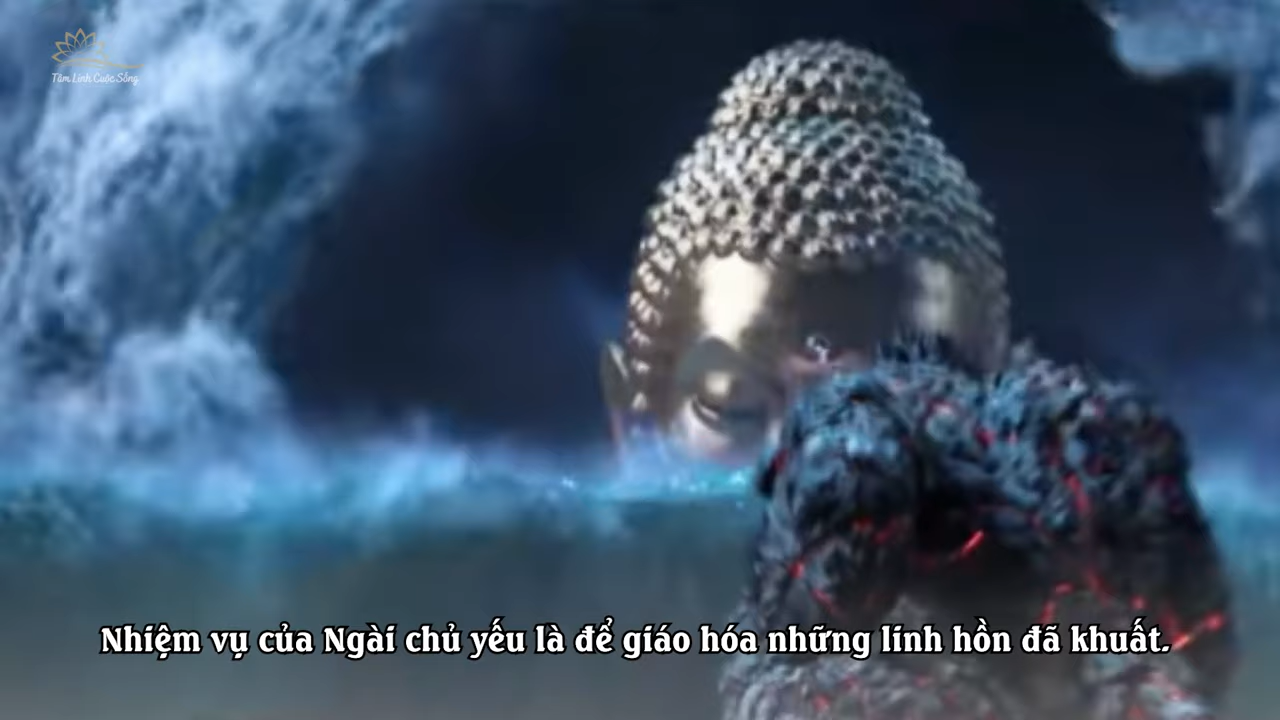 Tâm Linh Cuộc Sống
Nhiệm vụ của Ngài chủ yếu là để giáo hóa những linh hồn đã khuất.